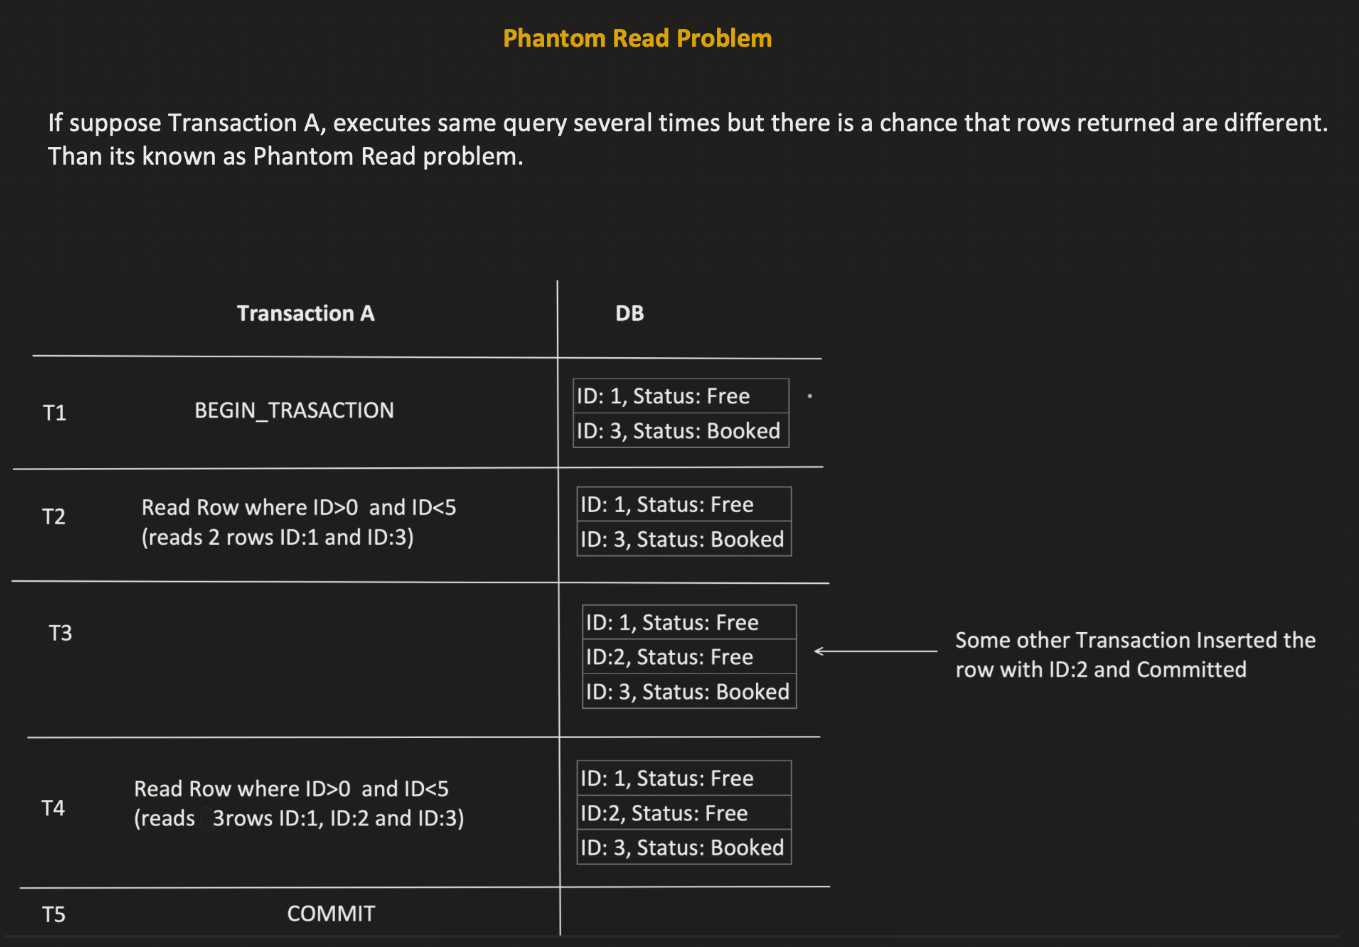 Phantom Read Problem
If suppose Transaction A, executes same query several times but there is a chance that rows returned are different.
Than its known as Phantom Read problem.
Transaction A
DB
T1
BEGIN_TRASACTION
ID: 1, Status: Free
ID: 3, Status: Booked
T2
Read Row where ID>0 and ID<5
(reads 2 rows ID:1 and ID:3)
ID: 1, Status: Free
ID: 3, Status: Booked
T3
ID: 1, Status: Free
ID:2, Status: Free
ID: 3, Status: Booked
Some other Transaction Inserted the
row with ID:2 and Committed
T4
Read Row where ID>0 and ID<5
(reads 3rows ID:1, ID:2 and ID:3)
ID: 1, Status: Free
ID:2, Status: Free
ID: 3, Status: Booked
T5
COMMIT